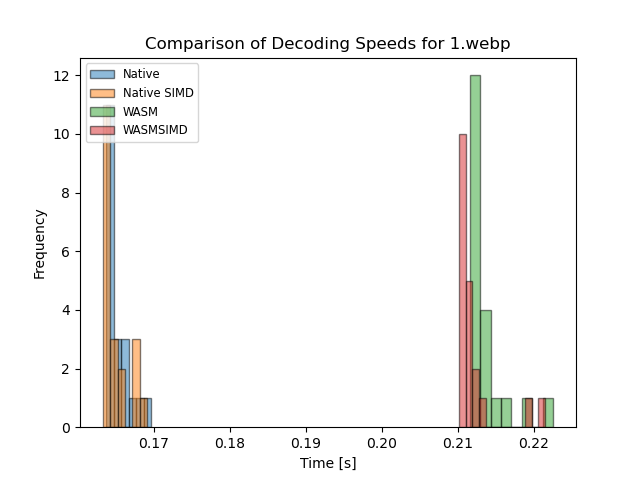 Comparison of Decoding Speeds for 1.webp
Native
Native SIMD
WASM
WASMSIMD
Frequency
12
10
8
6
4
2
0
0.17 0.18 0.19 0.20 0.21 0.22
Time [s]